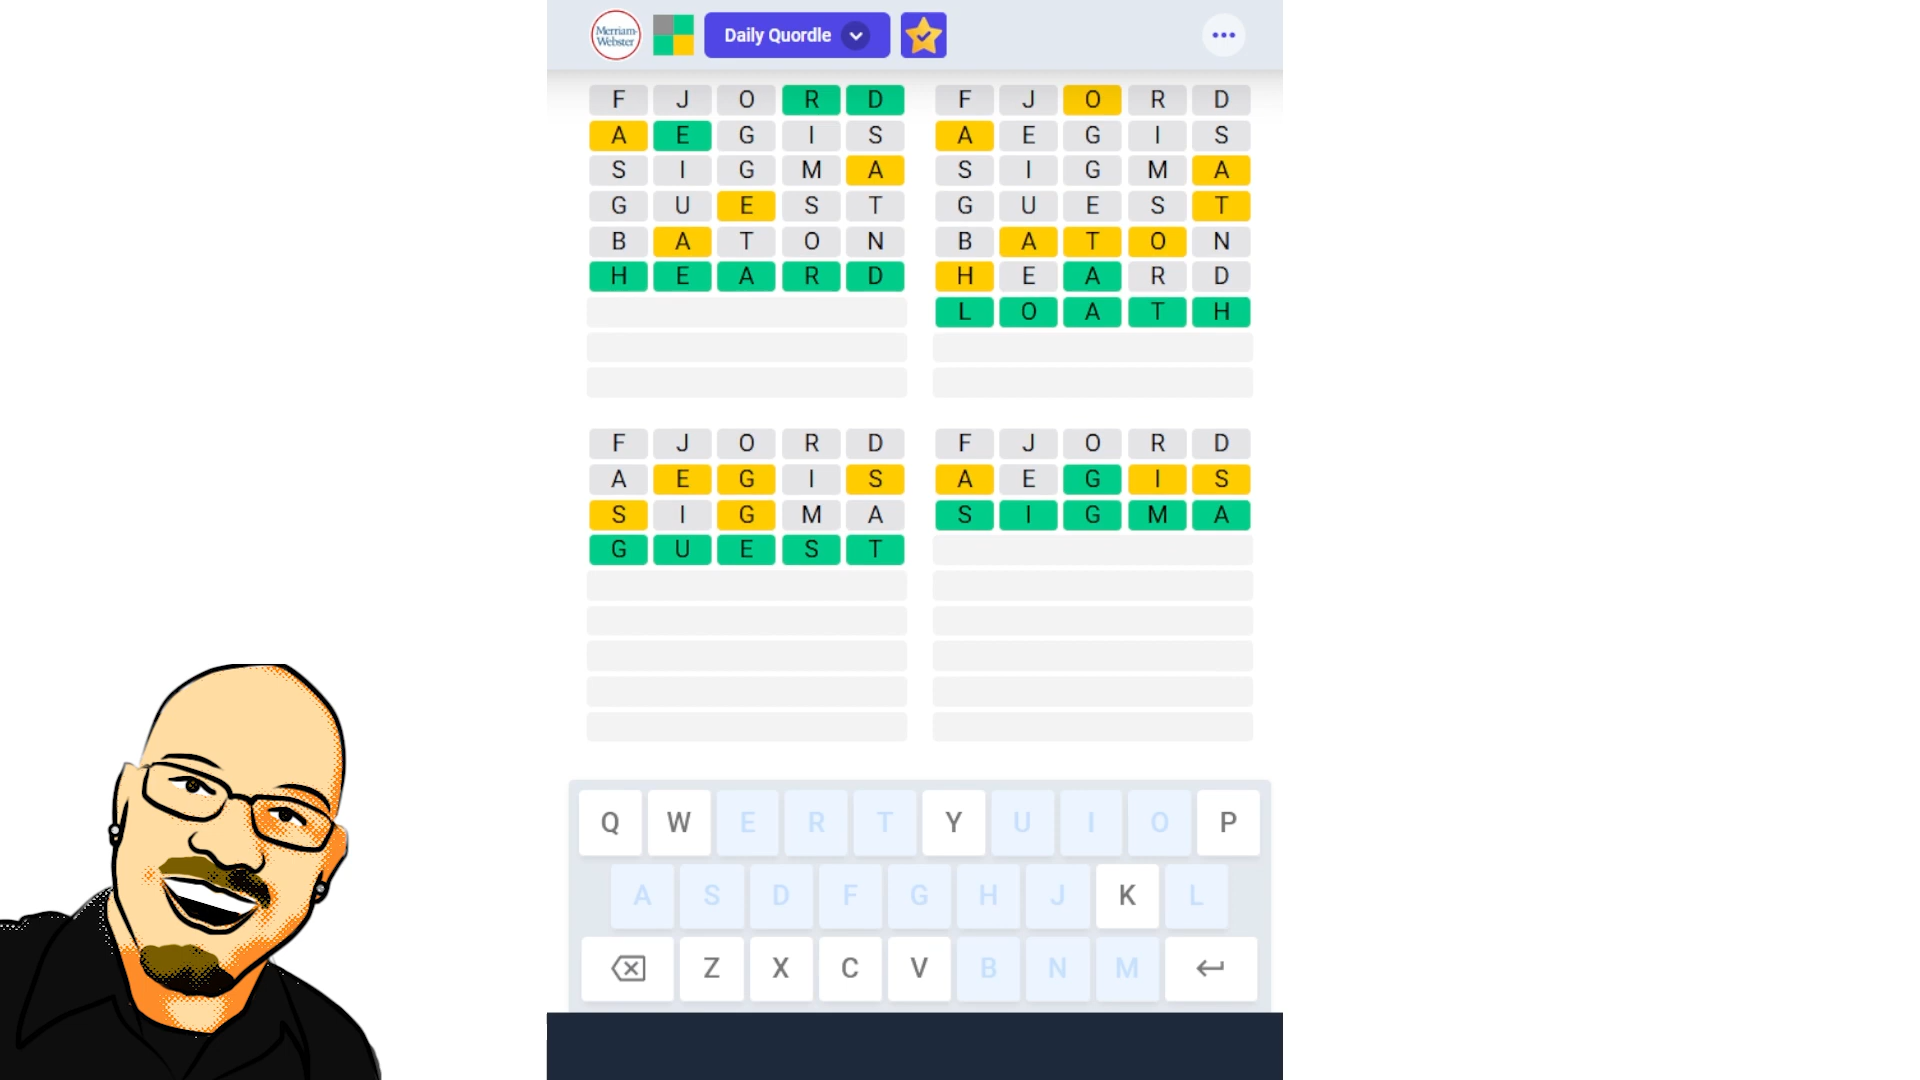 Merriam-
Webster
Daily Quordle
F J O R D
A E G I S
S I G M A
G U E S T
B A T O N
H E A R D
F J O R D
A E G I S
S I G M A
G U E S T
B A T O N
H E A R D
L O A T H
F J O R D
A E G I S
S I G M A
G U E S T
F J O R D
A E G I S
S I G M A
Q W E R T Y U I O P
A S D F G H J K L
Z X C V B N M